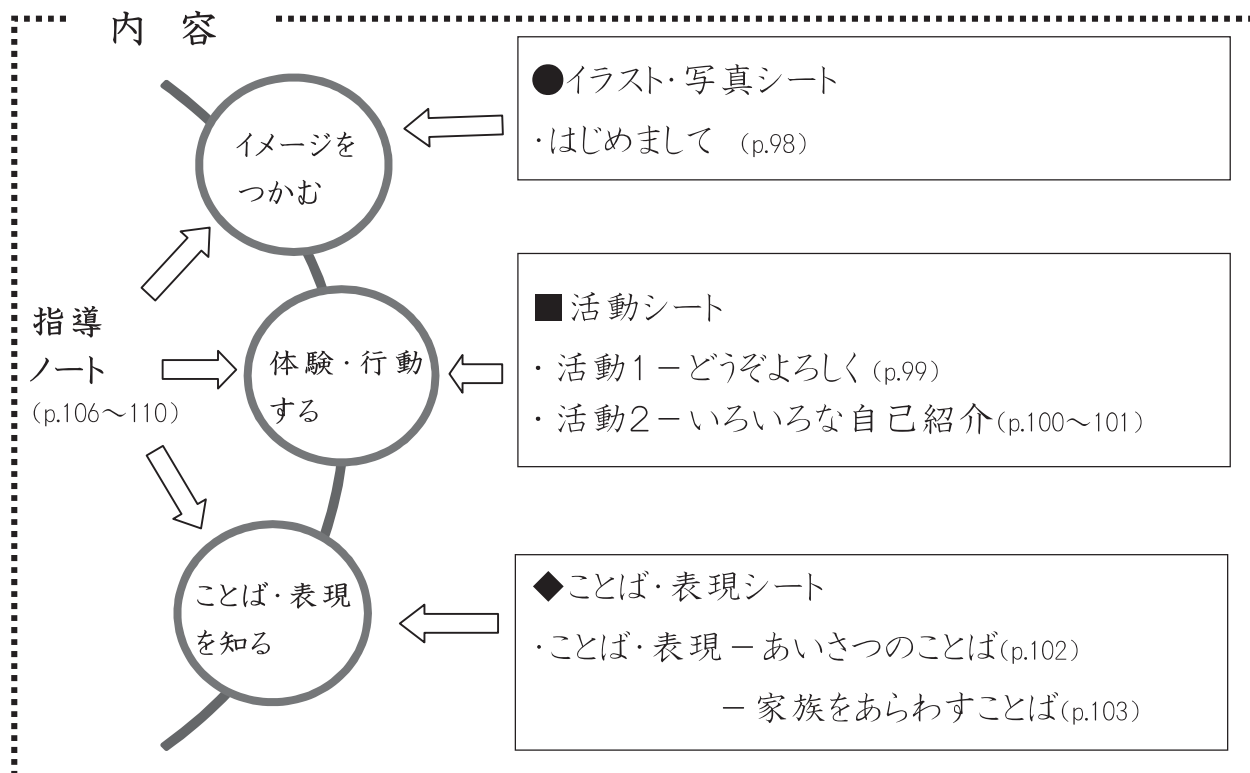 内 容
イメージを
つかむ
●イラスト・写真シート
・はじめまして (p.98)
指導
ノート
(p.106~110)
体験・行動
する
■活動シート
・活動1-どうぞよろしく(p.99)
・活動2-いろいろな自己紹介(p.100~101)
ことば・表現
を知る
◆ことば・表現シート
・ことば・表現-あいさつのことば(p.102)
-家族をあらわすことば(p.103)